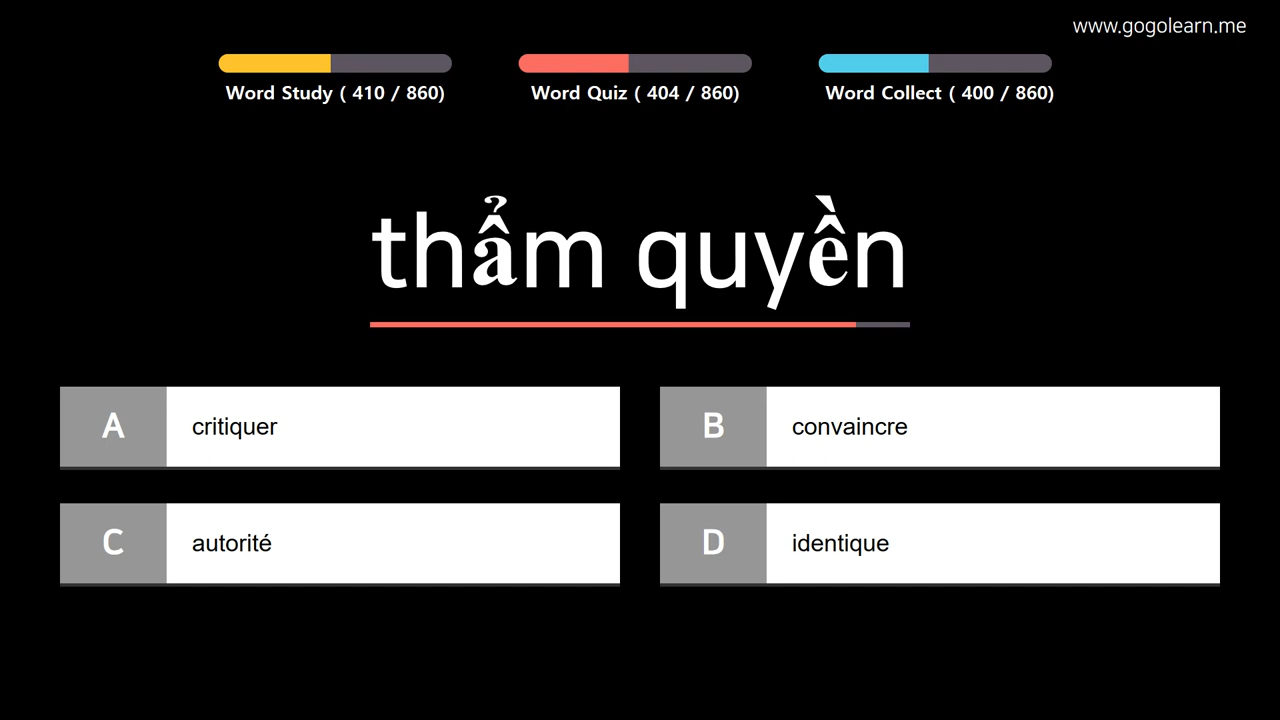 www.gogolearn.me
Word Study ( 410 / 860)
Word Quiz ( 404 / 860)
Word Collect ( 400 / 860)
thẩm quyền
A critiquer
B convaincre
C autorité
D identique